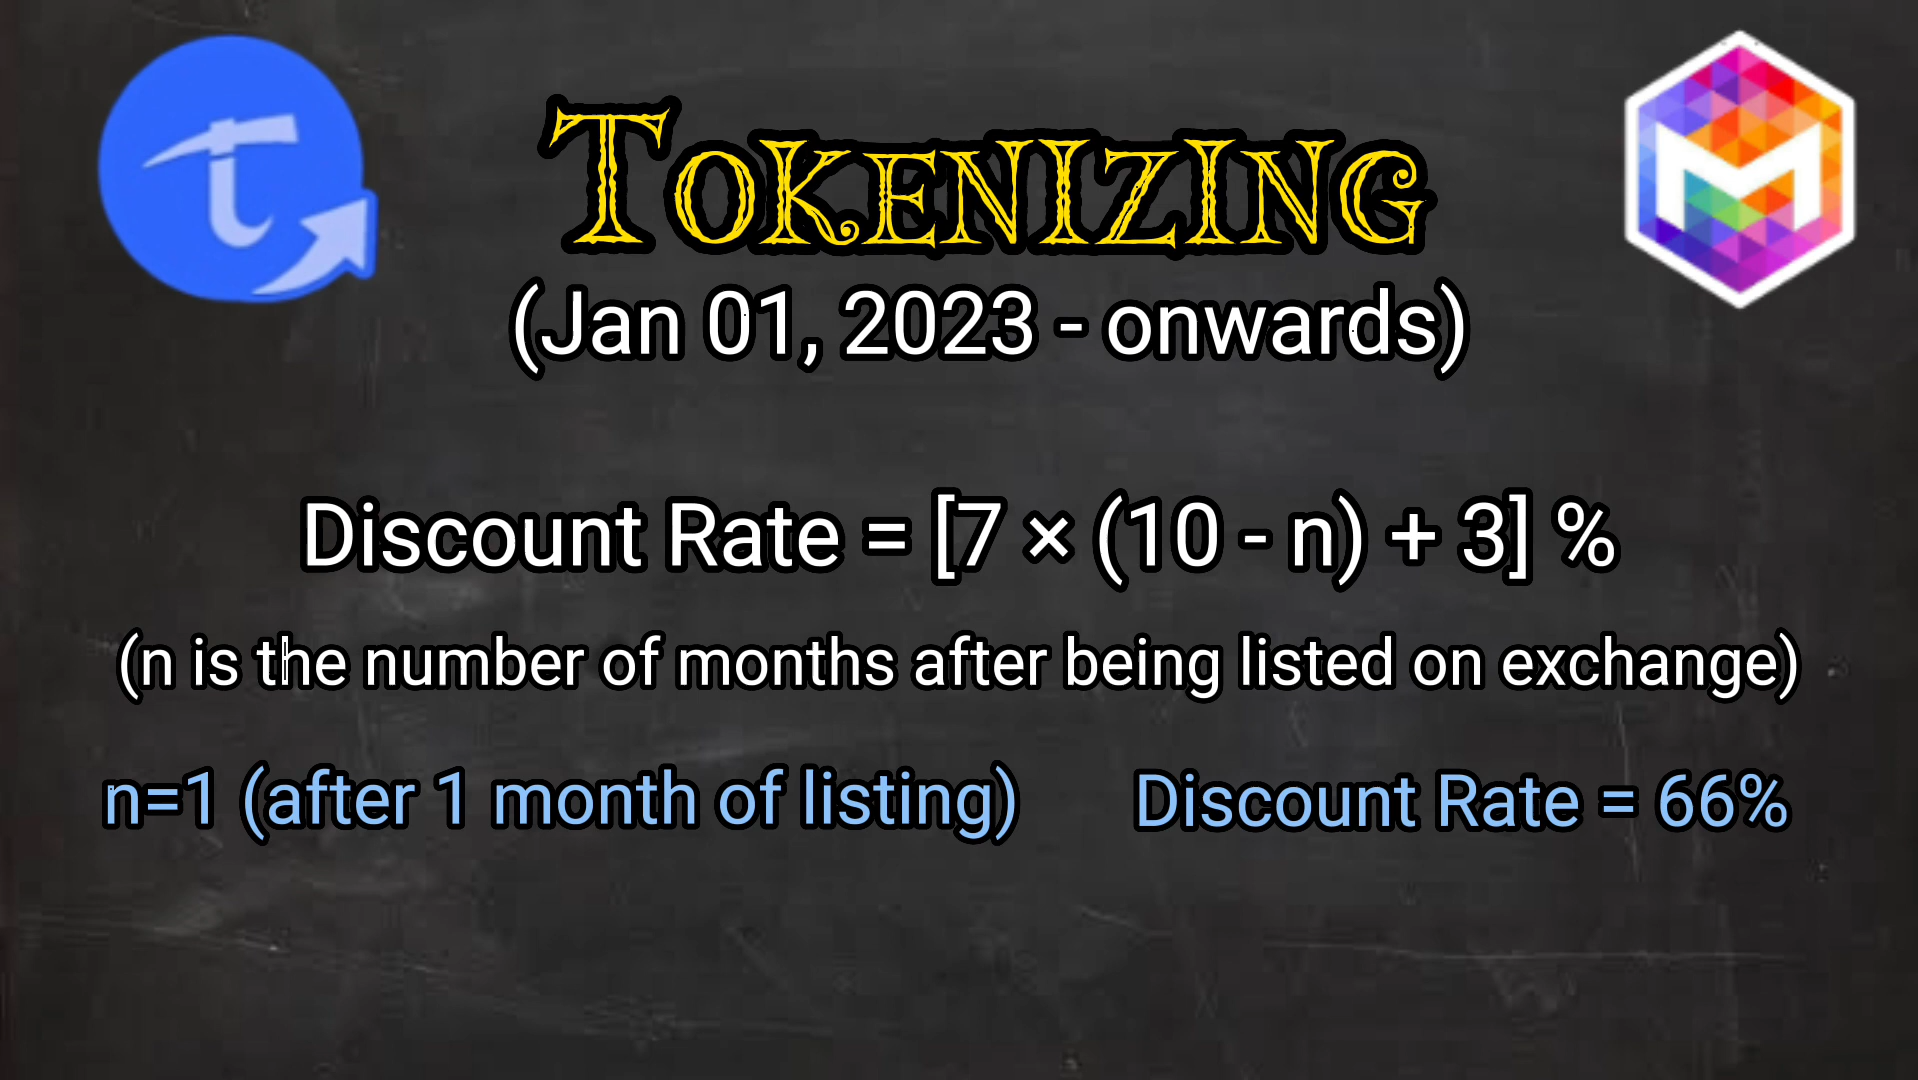 TOKENIZING
(Jan 01, 2023 - onwards)
Discount Rate = [7 × (10 - n) + 3] %
(n is the number of months after being listed on exchange)
n=1 (after 1 month of listing) Discount Rate = 66%